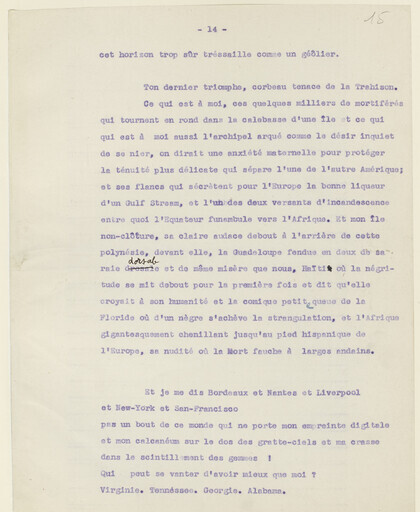 - 14 -
15
cet horizon trop sûr tréssaille comme un geôlier.
Ton dernier triomphe, corbeau tenace de la Trahison.
Ce qui est à moi, ces quelques milliers de mortiférés
qui tournent en rond dans la calebasse d'une île et ce qui
qui est à moi aussi l'archipel arqué comme le désir inquiet
de se nier, on dirait une anxiété maternelle pour protéger
la ténuité plus délicate qui sépare l'une de l'autre Amérique;
et ses flancs qui sécrètent pour l'Europe la bonne liqueur
d'un Gulf Stream, et l'un des deux versants d'incandescence
entre quoi l'Equateur funambule vers l'Afrique. Et mon île
non-clôture, sa claire audace debout à l'arrière de cette
polynésie, devant elle, la Guadeloupe fendue en deux de sa
dorsale
raie et de même misère que nous, Haïti où la négri-
tude se mit debout pour la première fois et dit qu'elle
croyait à son humanité et la comique petite queue de la
Floride où d'un nègre s'achève la strangulation, et l'Afrique
gigantesquement chenillant jusqu'au pied hispanique de
l'Europe, sa nudité où la Mort fauche à larges andains.
Et je me dis Bordeaux et Nantes et Liverpool
et New-York et San-Francisco
pas un bout de ce monde qui ne porte mon empreinte digitale
et mon calcanéum sur le dos des gratte-ciels et ma crasse
dans le scintillement des gemmes !
Qui peut se vanter d'avoir mieux que moi ?
Virginie. Tennéssee. Georgie. Alabama.